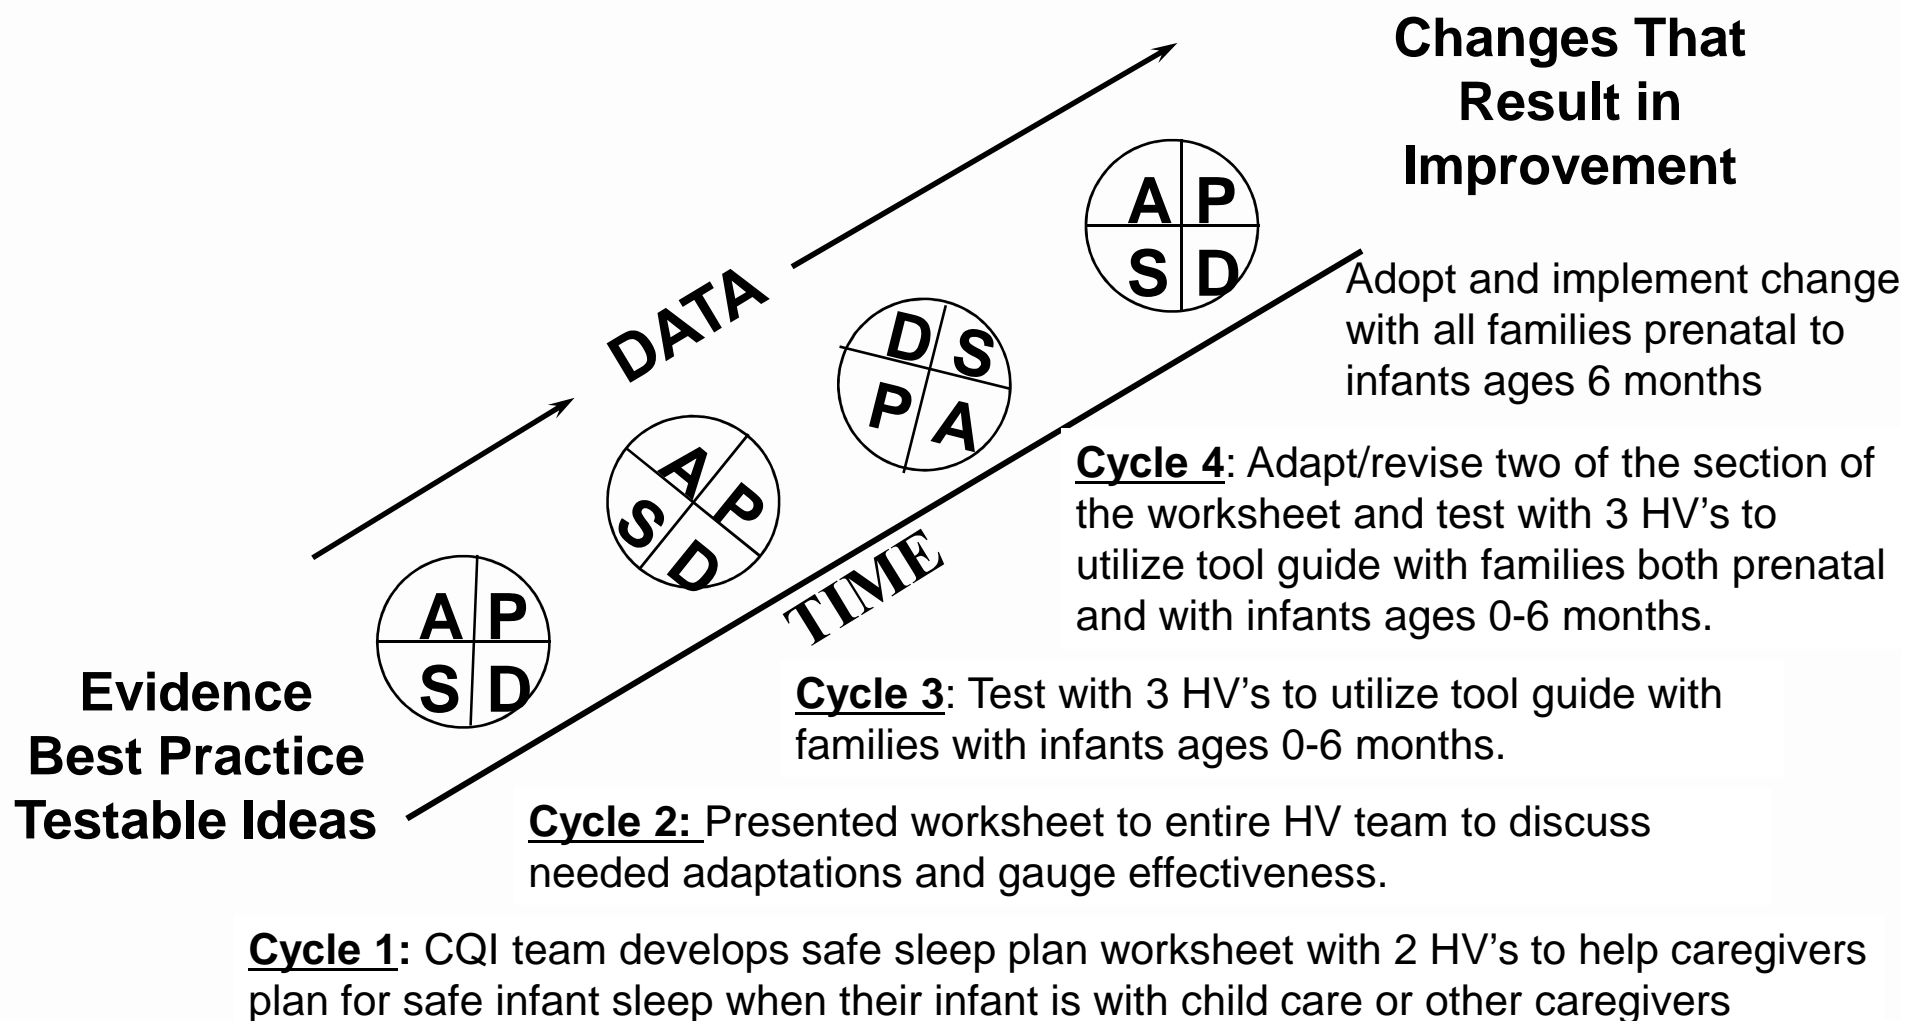 Changes That
Result in
Improvement
A P
S D
DATA
D S
P A
Adopt and implement change
with all families prenatal to
infants ages 6 months
A P
S D
Cycle 4: Adapt/revise two of the section of
the worksheet and test with 3 HV's to
utilize tool guide with families both prenatal
and with infants ages 0-6 months.
TIME
A P
S D
Evidence
Best Practice
Testable Ideas
Cycle 3: Test with 3 HV's to utilize tool guide with
families with infants ages 0-6 months.
Cycle 2: Presented worksheet to entire HV team to discuss
needed adaptations and gauge effectiveness.
Cycle 1: CQI team develops safe sleep plan worksheet with 2 HV's to help caregivers
plan for safe infant sleep when their infant is with child care or other caregivers